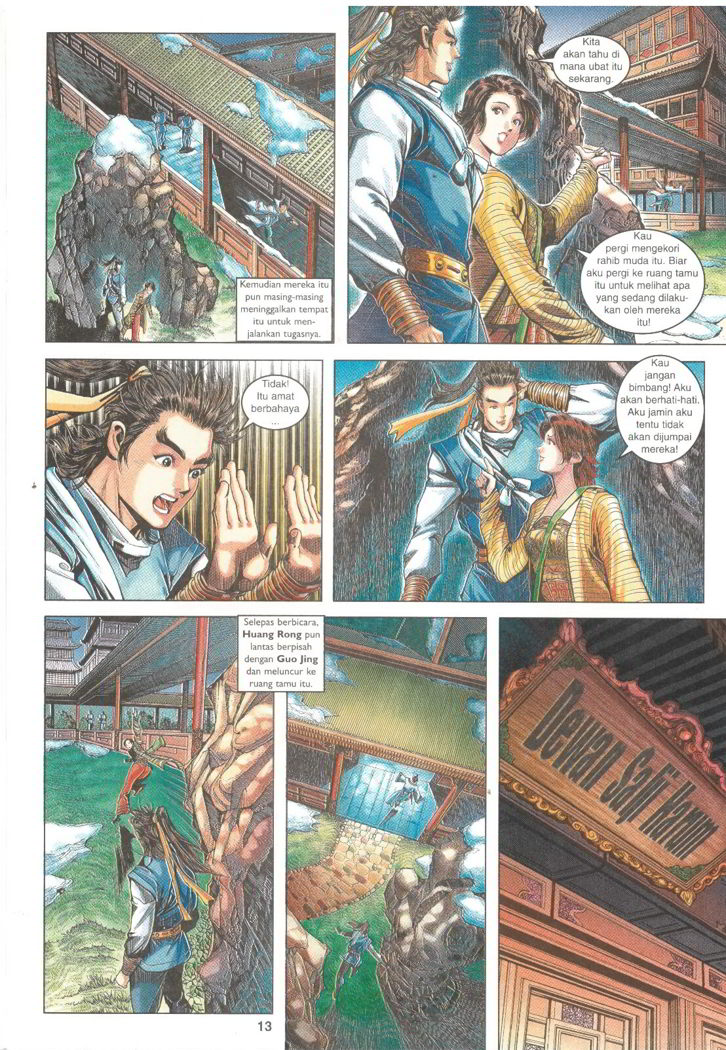 Kemudian mereka itu
pun masing-masing
meninggalkan tempat
itu untuk men-
jalankan tugasnya.
Kita
akan tahu di
mana ubat itu
sekarang.
Kau
pergi mengekori
rahib muda itu. Biar
aku pergi ke ruang tamu
itu untuk melihat apa
yang sedang dilaku-
kan oleh mereka
itu!
Tidak!
Itu amat
berbahaya
...
Kau
jangan
bimbang! Aku
akan berhati-hati.
Aku jamin aku
tentu tidak
akan dijumpai
mereka!
Selepas berbicara,
Huang Rong pun
lantas berpisah
dengan Guo Jing
dan meluncur ke
ruang tamu itu.
Dewan
13